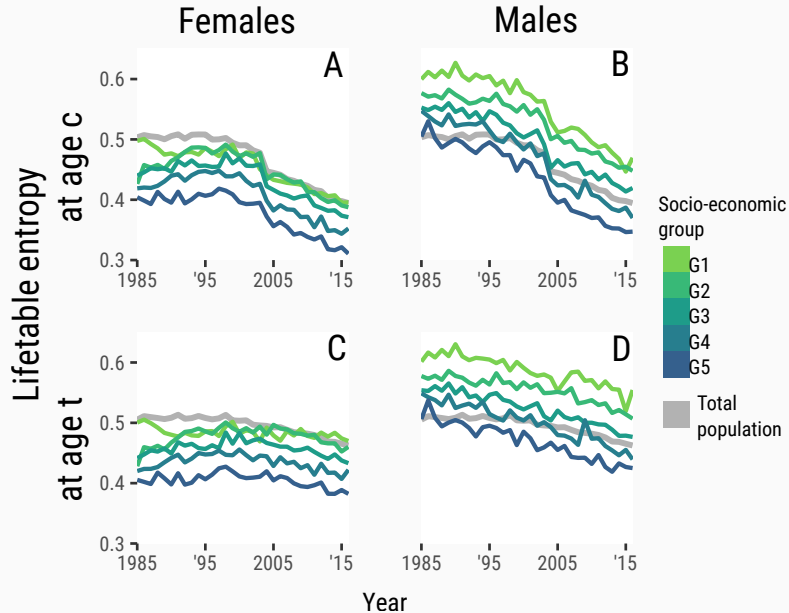 Females
Males
Lifetable entropy
at age c
at age t
A
0.6
0.5
0.4
0.3
1985
'95
2005
'15
B
1985
'95
2005
'15
C
0.6
0.5
0.4
0.3
1985
'95
2005
'15
D
1985
'95
2005
'15
Year
Socio-economic
group
G1
G2
G3
G4
G5
Total
population